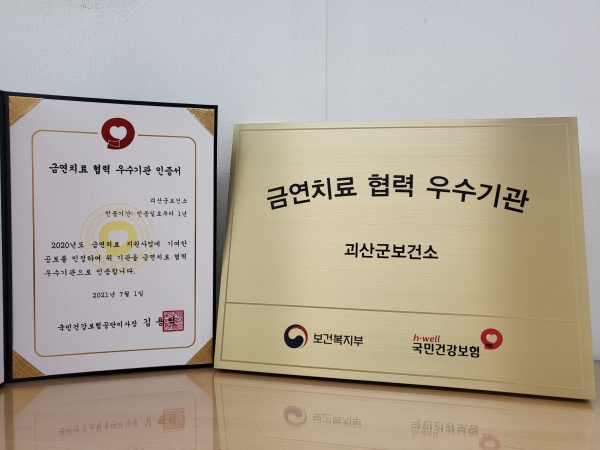 금연치료 협력 우수기관 인증서
괴산군보건소
인증기간: 인증일로부터 1년
2020년도 금연치료 지원사업에 기여한
공로를 인정하여 위 기관을 금연치료 협력
우수기관으로 인증합니다.
2021년 7월 1일
국민건강보험공단이사장 김용
금연치료 협력 우수기관
괴산군보건소
보건복지부
h·well
국민건강보험